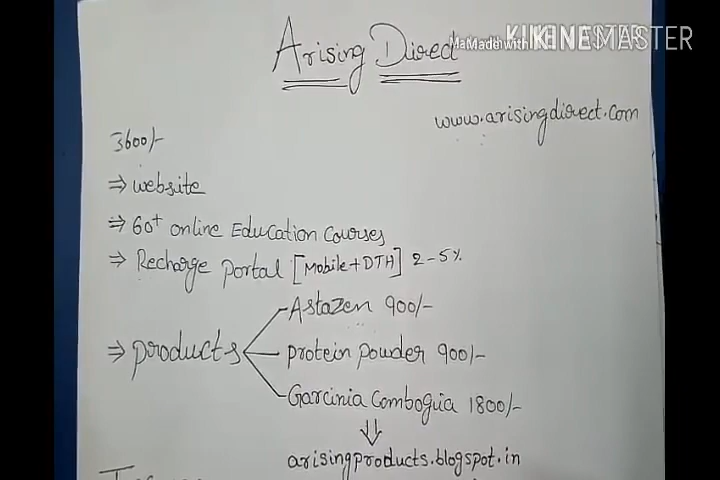 Arising Direct
Made with KINEMASTER
www.arisingdirect.com
3600/-
⇒ website
⇒ 60+ online Education Courses
⇒ Recharge Portal [Mobile+DTH] 2-5%
⇒ products
Astazen 900/-
protein powder 900/-
Garcinia Combogia 1800/-
arisingproducts.blogspot.in